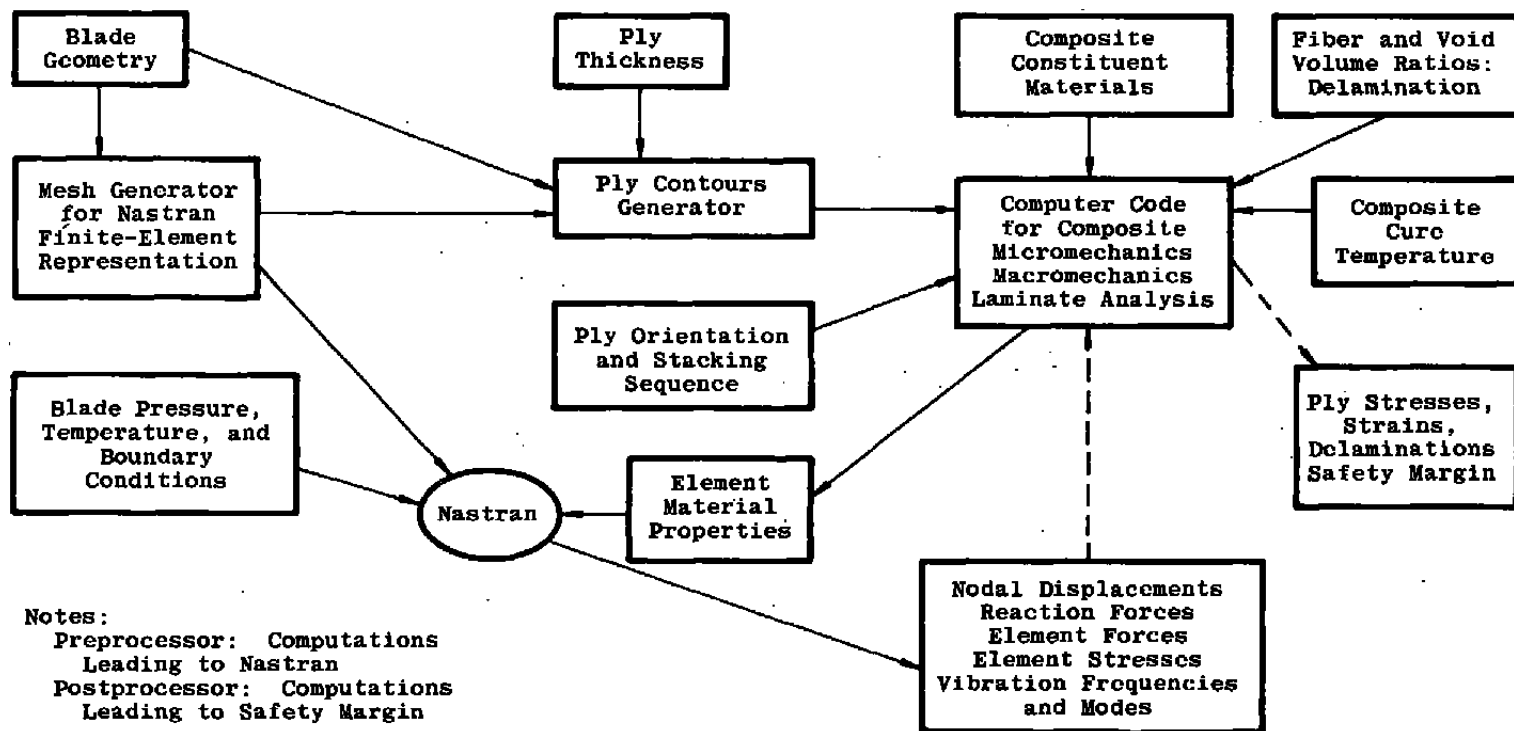 Blade
Geometry
Ply
Thickness
Composite
Constituent
Materials
Fiber and Void
Volume Ratios:
Delamination
Mesh Generator
for Nastran
Finite-Element
Representation
Ply Contours
Generator
Computer Code
for Composite
Micromechanics
Macromechanics
Laminate Analysis
Composite
Cure
Temperature
Ply Orientation
and Stacking
Sequence
Blade Pressure,
Temperature, and
Boundary
Conditions
Ply Stresses,
Strains,
Delaminations
Safety Margin
Nastran
Element
Material
Properties
Nodal Displacements
Reaction Forces
Element Forces
Element Stresses
Vibration Frequencies
and Modes
Notes:
Preprocessor: Computations
Leading to Nastran
Postprocessor: Computations
Leading to Safety Margin